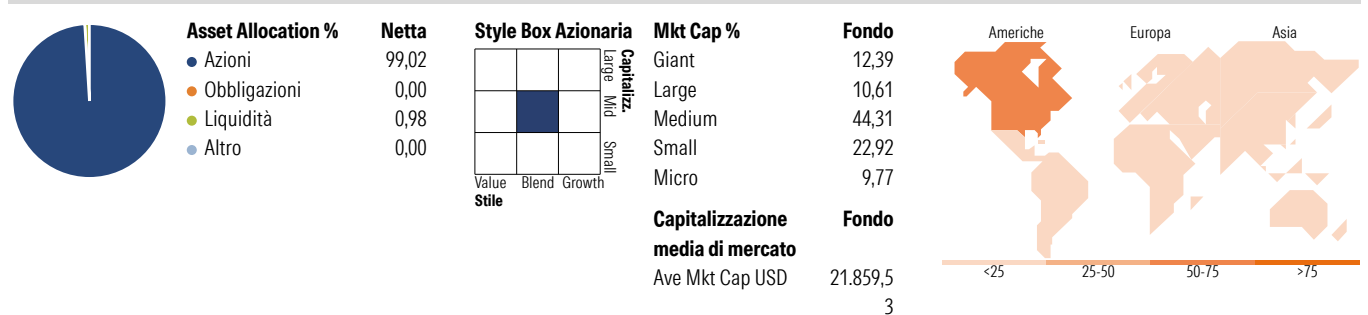 Asset Allocation % Netta
Azioni 99,02
Obbligazioni 0,00
Liquidità 0,98
Altro 0,00
Style Box Azionaria
Capitalizz.
Large
Mid
Small
Value Blend Growth
Stile
Mkt Cap % Fondo
Giant 12,39
Large 10,61
Medium 44,31
Small 22,92
Micro 9,77
Capitalizzazione Fondo
media di mercato
Ave Mkt Cap USD 21.859,5
3
Americhe Europa Asia
<25 25-50 50-75 >75